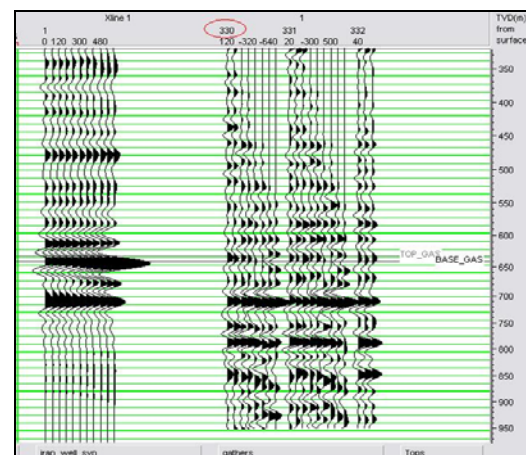 Xline 1 1 TVD(m)
1 330 331 332 from
0 120 300 480 120 -320 -640 20 -300 500 40 surface
350
400
450
500
550
600
TOP_GAS
BASE_GAS
650
700
750
800
850
900
950
iran_well_syn gathers Tops